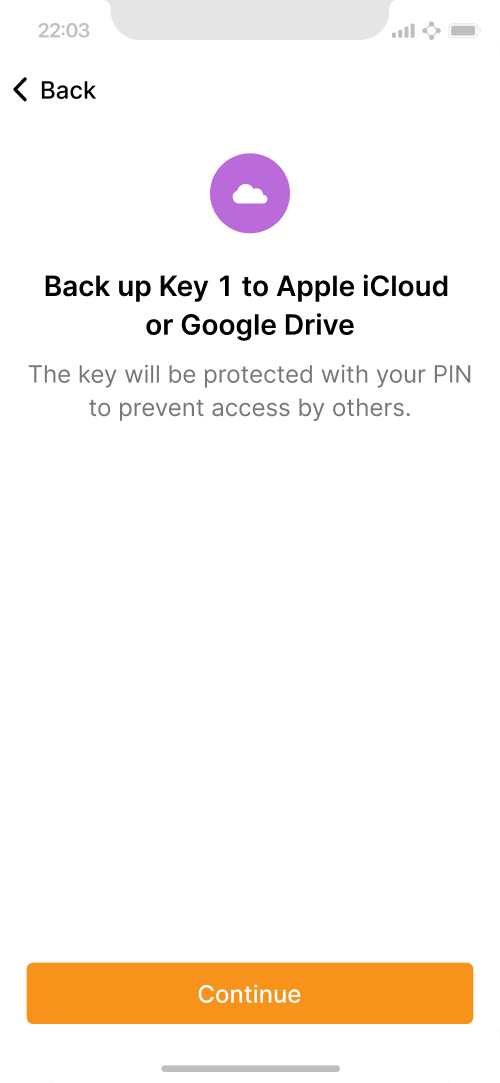 22:03
Back
Back up Key 1 to Apple iCloud
or Google Drive
The key will be protected with your PIN
to prevent access by others.
Continue